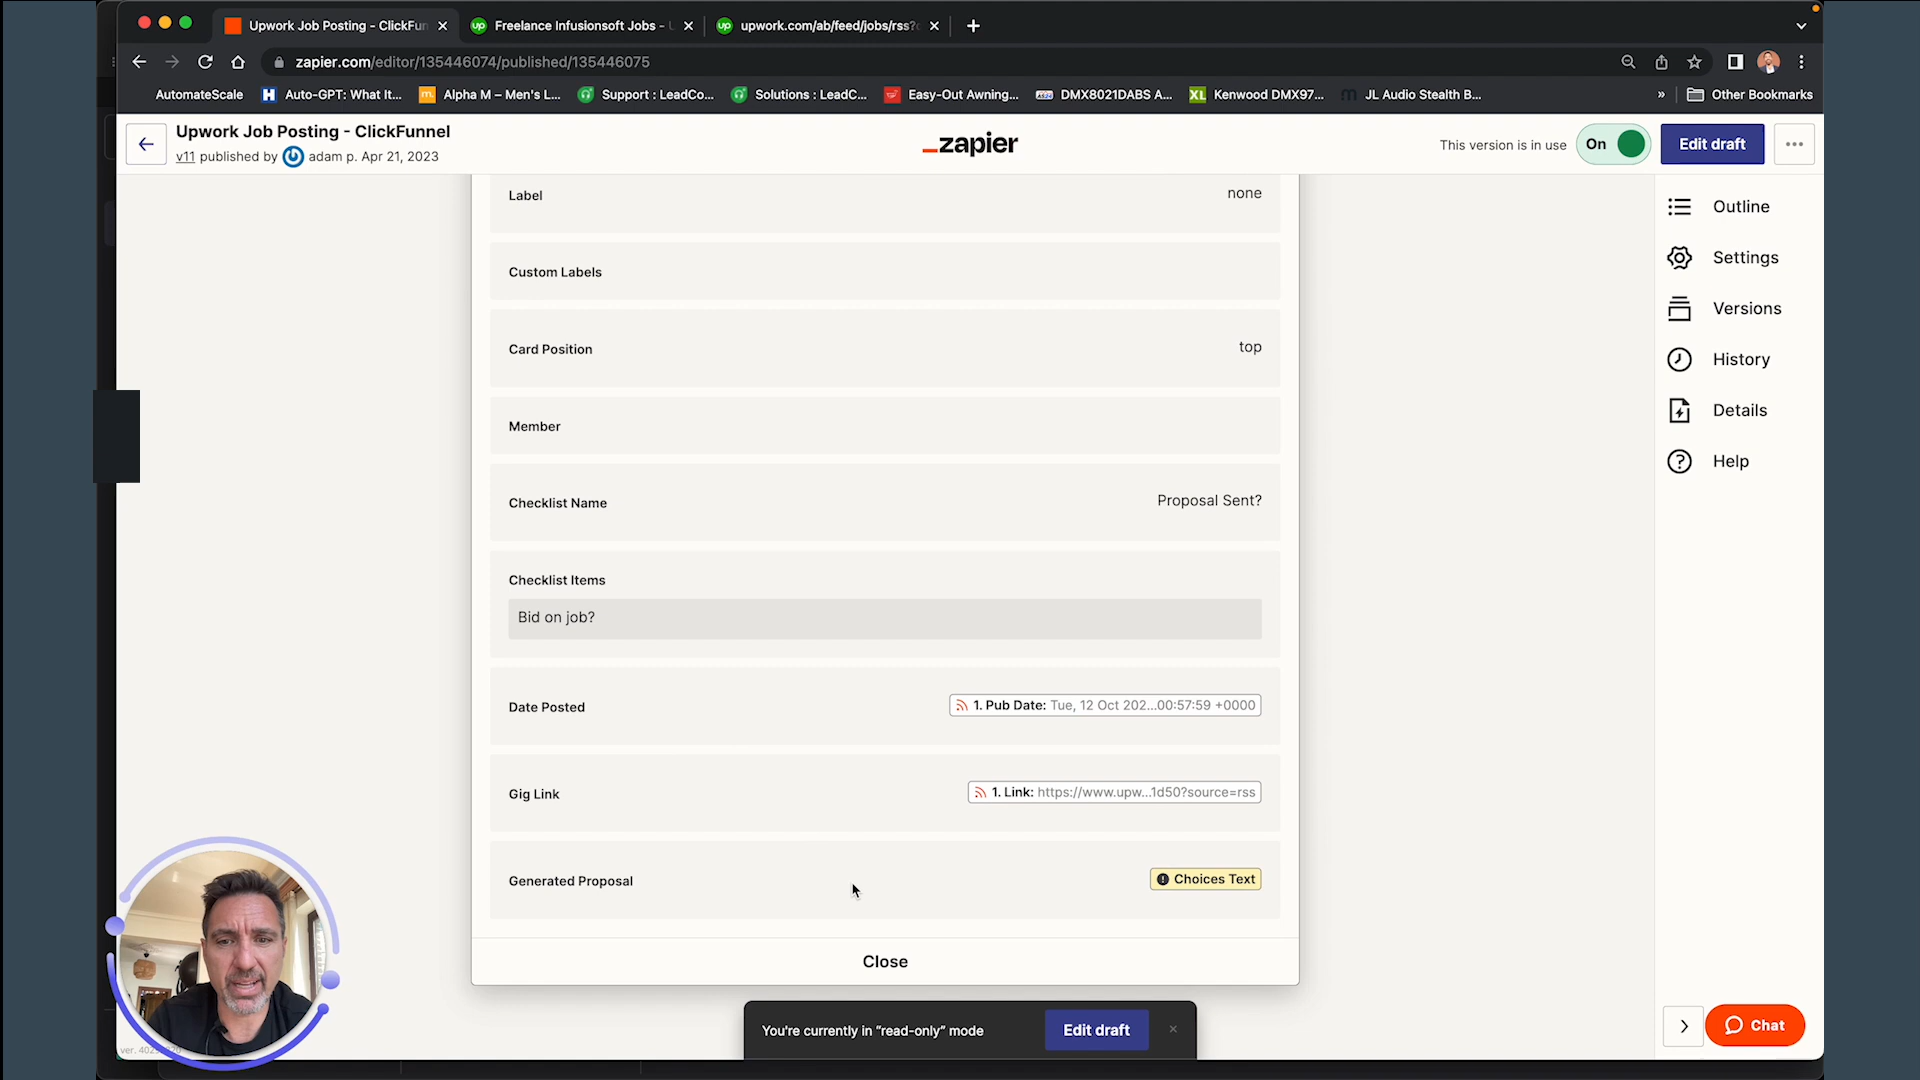 Upwork Job Posting - ClickFun
Freelance Infusionsoft Jobs -
upwork.com/ab/feed/jobs/rss?
zapier.com/editor/135446074/published/135446075
AutomateScale
Auto-GPT: What It...
Alpha M – Men's L...
Support : LeadCo...
Solutions : LeadC...
Easy-Out Awning...
DMX8021DABS A...
Kenwood DMX97...
JL Audio Stealth B...
»
Other Bookmarks
Upwork Job Posting - ClickFunnel
v11 published by adam p. Apr 21, 2023
zapier
This version is in use
On
Edit draft
Label
none
Custom Labels
Card Position
top
Member
Checklist Name
Proposal Sent?
Checklist Items
Bid on job?
Date Posted
1. Pub Date: Tue, 12 Oct 202...00:57:59 +0000
Gig Link
1. Link: https://www.upw...1d50?source=rss
Generated Proposal
Choices Text
Close
You're currently in “read-only” mode
Edit draft
Outline
Settings
Versions
History
Details
Help
Chat